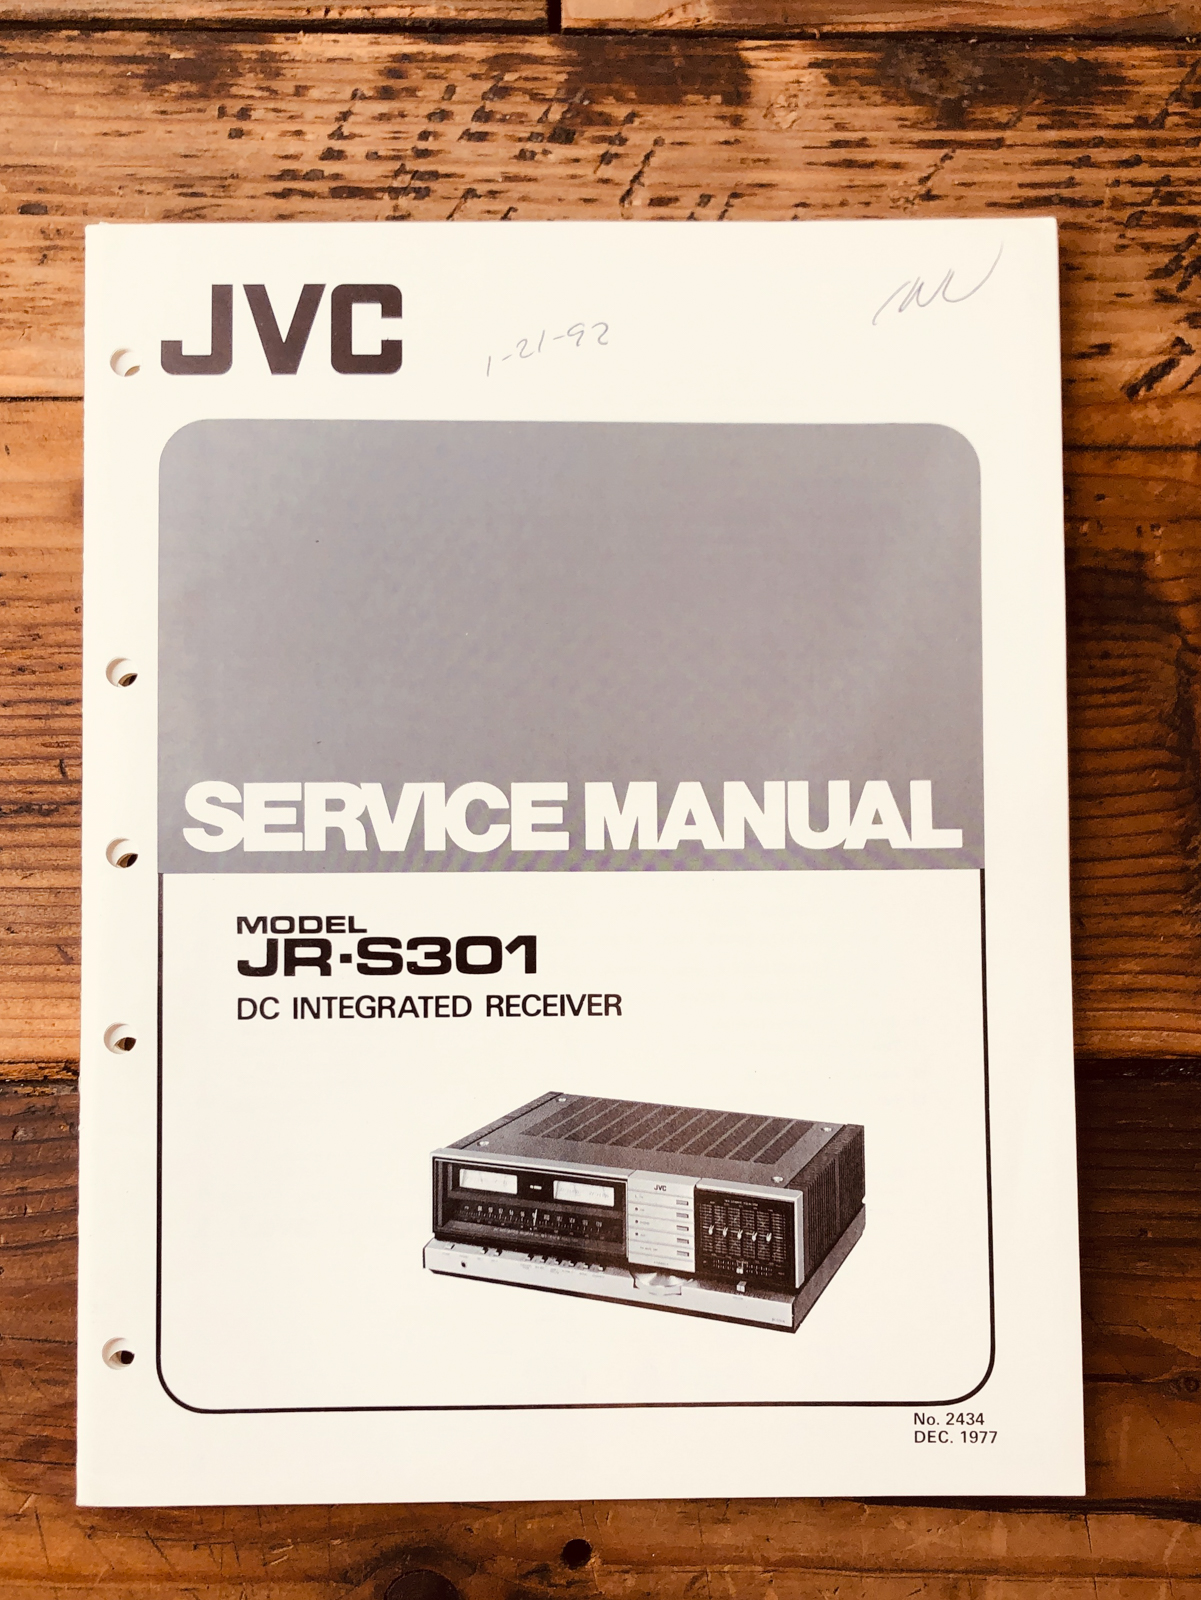 JVC
1-21-92
SERVICE MANUAL
MODEL
JR-S301
DC INTEGRATED RECEIVER
JVC
No. 2434
DEC. 1977